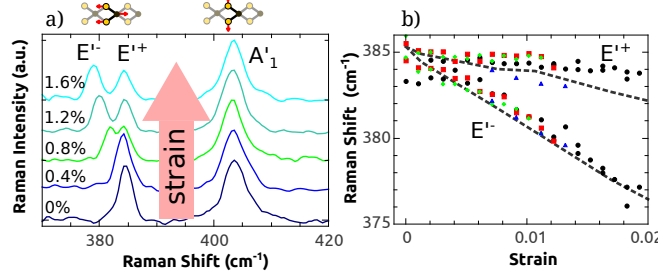 a)
E'- E'+ A'1
1.6%
1.2%
0.8%
0.4%
0%
strain
Raman Intensity (a.u.)
380 400 420
Raman Shift (cm-1)
b)
E'+
E'-
385
380
375
Raman Shift (cm-1)
0 0.01 0.02
Strain